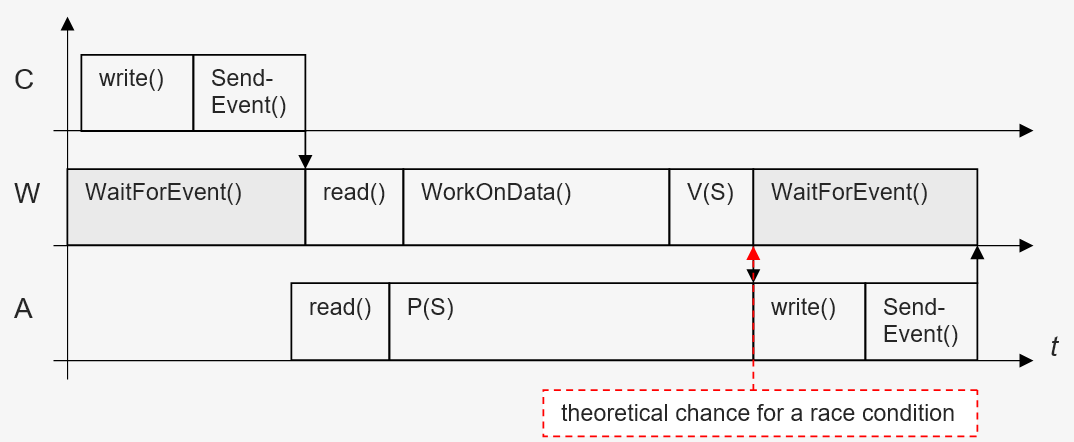 C
write()
Send-
Event()
W
WaitForEvent()
read()
WorkOnData()
V(S)
WaitForEvent()
A
read()
P(S)
write()
Send-
Event()
t
theoretical chance for a race condition